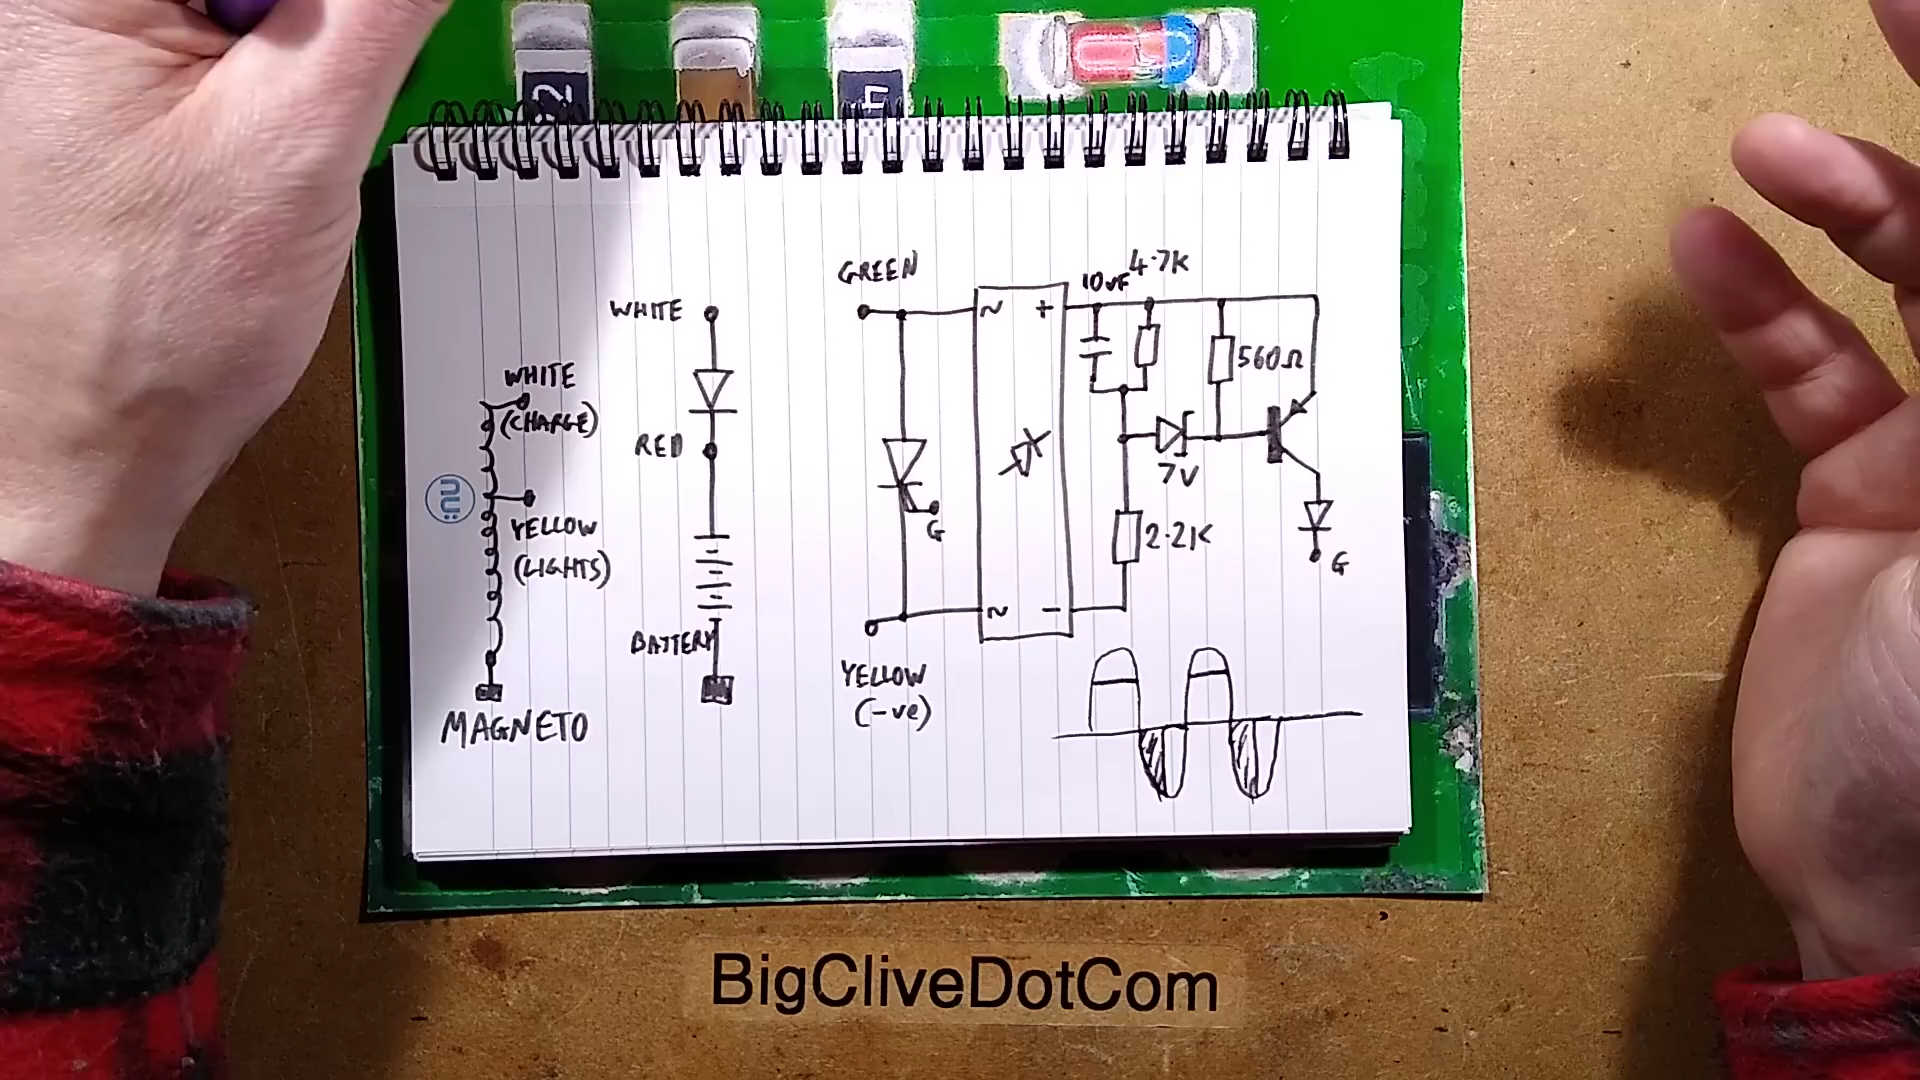 GREEN
10uF
4.7K
WHITE
~
+
560Ω
WHITE
(CHARGE)
RED
7V
YELLOW
(LIGHTS)
G
2.2K
G
~
−
BATTERY
MAGNETO
YELLOW
(-ve)
BigCliveDotCom